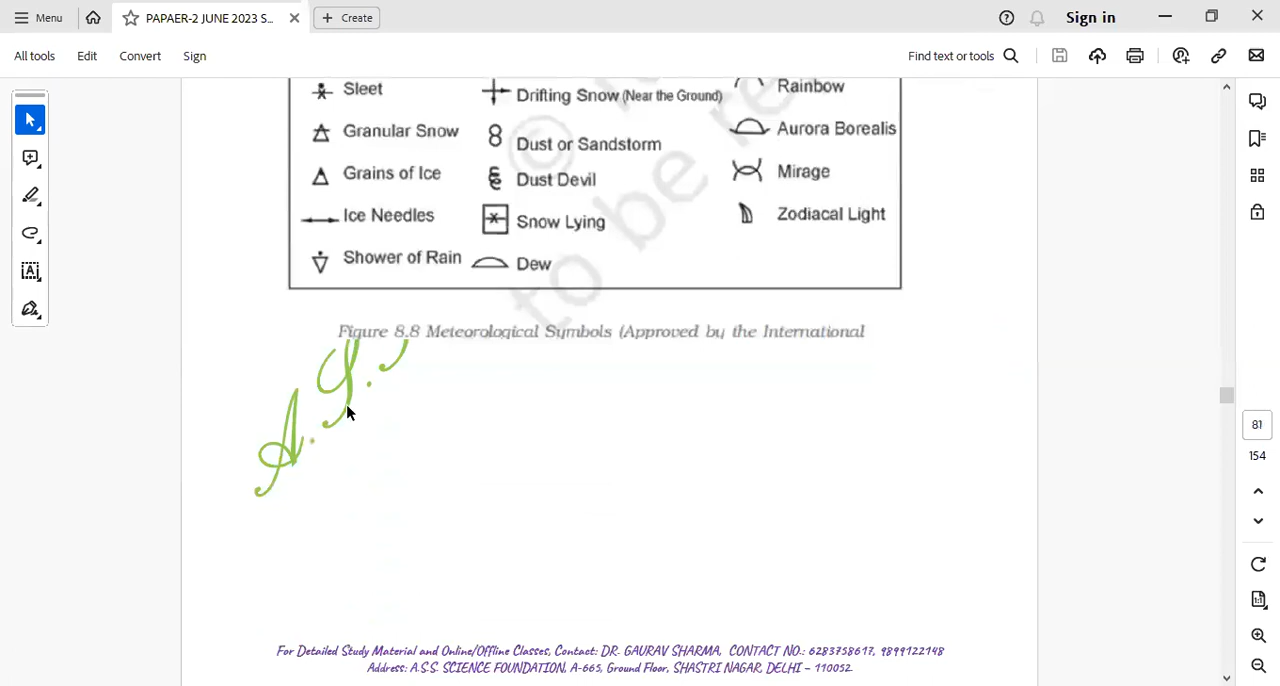 Menu
PAPAER-2 JUNE 2023 S...
Create
Sign in
All tools Edit Convert Sign
Find text or tools
Sleet
Drifting Snow (Near the Ground)
Rainbow
Granular Snow
Dust or Sandstorm
Aurora Borealis
Grains of Ice
Dust Devil
Mirage
Ice Needles
Snow Lying
Zodiacal Light
Shower of Rain
Dew
©
to be re
Figure 8.8 Meteorological Symbols (Approved by the International
A.S.
81
154
For Detailed Study Material and Online/Offline Classes, Contact: DR. GAURAV SHARMA, CONTACT NO.: 6283758617, 9899122148
Address: A.S.S. SCIENCE FOUNDATION, A-665, Ground Floor, SHASTRI NAGAR, DELHI – 110052.